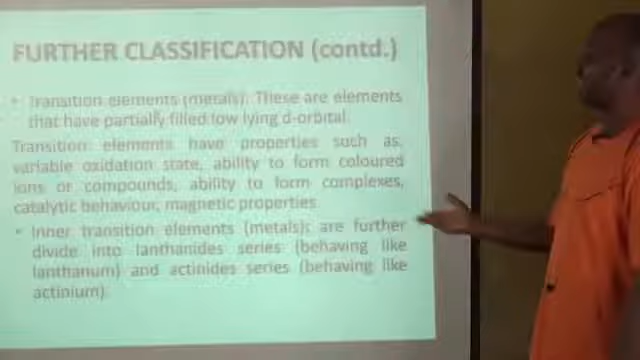 FURTHER CLASSIFICATION (contd.)
• Transition elements (metals): These are elements
that have partially filled low lying d-orbital.
Transition elements have properties such as,
variable oxidation state, ability to form coloured
ions or compounds, ability to form complexes,
catalytic behaviour, magnetic properties
• Inner transition elements (metals): are further
divide into lanthanides series (behaving like
lanthanum) and actinides series (behaving like
actinium).